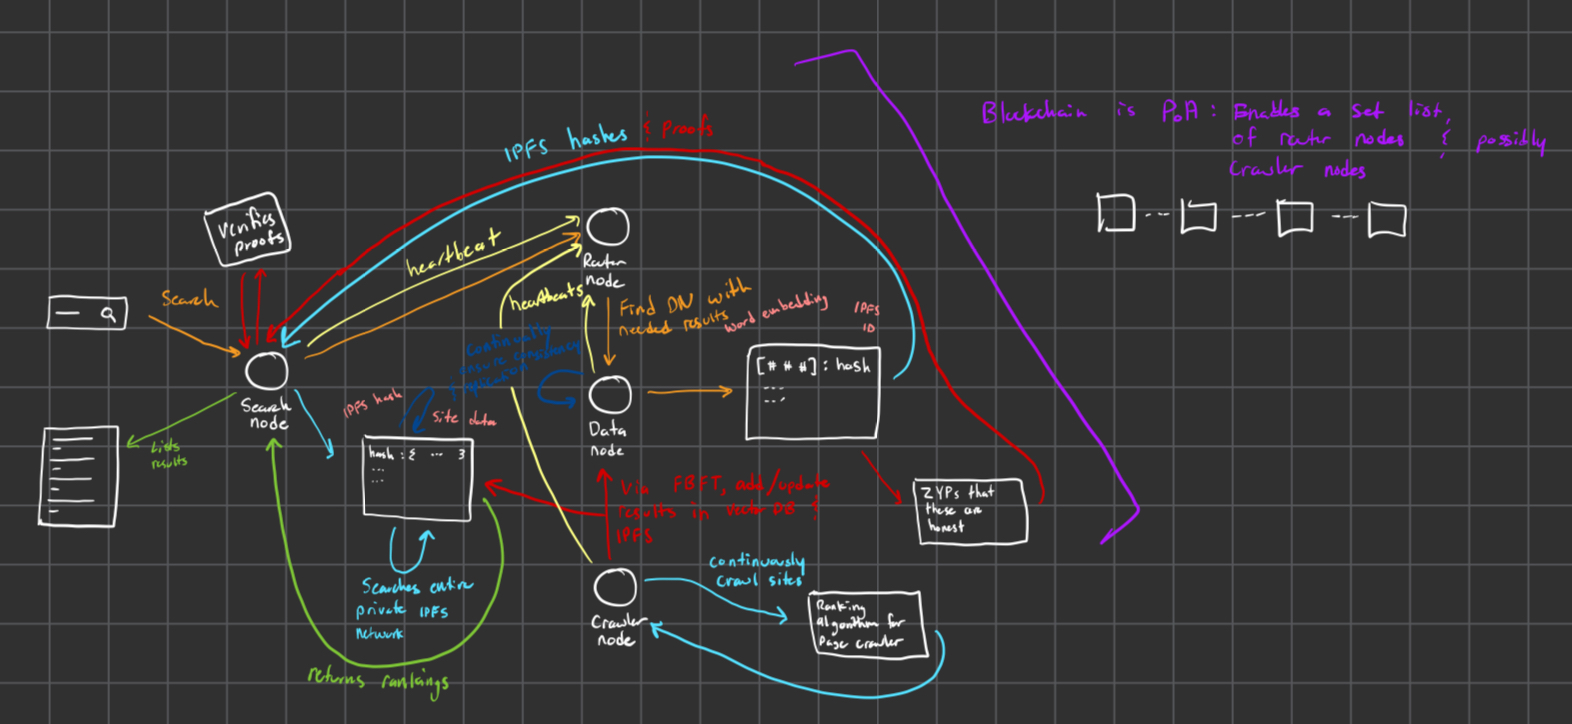 IPFS hashes & proofs
Blockchain is PoA: Enables a set list,
of router nodes & possibly
Crawler nodes
Verifies
proofs
heartbeat
Router
node
Search
heartbeats
Find DN with
needed results
word embedding
IPFS
ID
Continually
ensure consistency
& replication
[# # #] : hash
---
---
Search
node
IPFS hash
Site data
Data
node
Lists
results
hash : { --- }
---
---
Via FBFT, add/update
results in vector DB &
IPFS
ZYPs that
these are
honest
Searches entire
private IPFS
network
continuously
crawl sites
Crawler
node
Ranking
algorithm for
page crawler
returns rankings